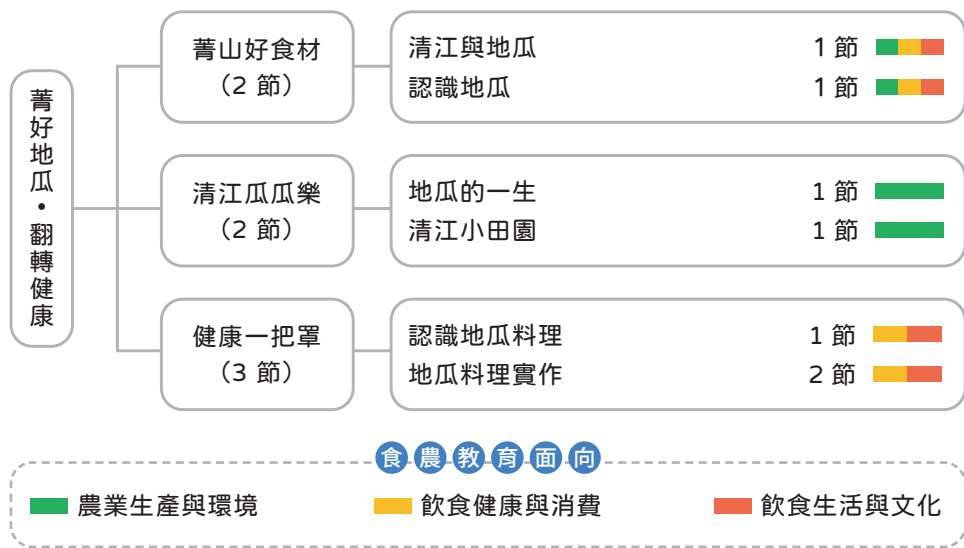 菁好地瓜・翻轉健康
菁山好食材
（2 節）
清江與地瓜 1 節
認識地瓜 1 節
清江瓜瓜樂
（2 節）
地瓜的一生 1 節
清江小田園 1 節
健康一把罩
（3 節）
認識地瓜料理 1 節
地瓜料理實作 2 節
食農教育面向
農業生產與環境 飲食健康與消費 飲食生活與文化